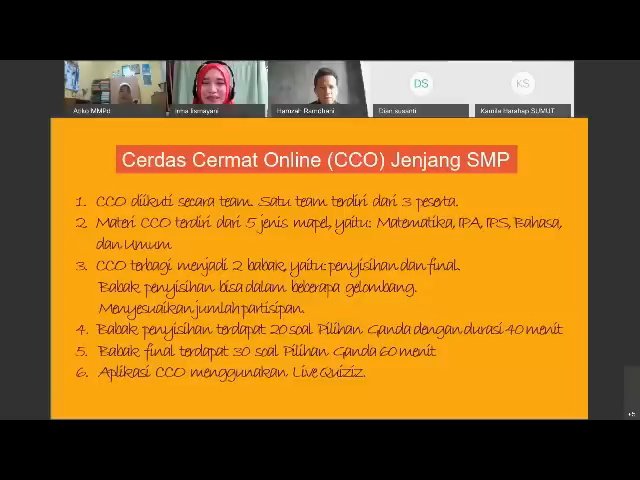 Atiko MMPd
Irma lismayani
Hamzah Ramdhani
DS
Dian susanti
KS
Kamila Harahap SUMUT
Cerdas Cermat Online (CCO) Jenjang SMP
1. CCO diikuti secara team. Satu team terdiri dari 3 peserta.
2. Materi CCO terdiri dari 5 jenis mapel, yaitu: Matematika, IPA, IPS, Bahasa,
dan Umum
3. CCO terbagi menjadi 2 babak, yaitu: penyisihan dan final.
Babak penyisihan bisa dalam beberapa gelombang.
Menyesuaikan jumlah partisipan.
4. Babak penyisihan terdapat 20 soal Pilihan Ganda dengan durasi 40 menit
5. Babak final terdapat 30 soal Pilihan Ganda 60 menit
6. Aplikasi CCO menggunakan Live Quiziz.
+5